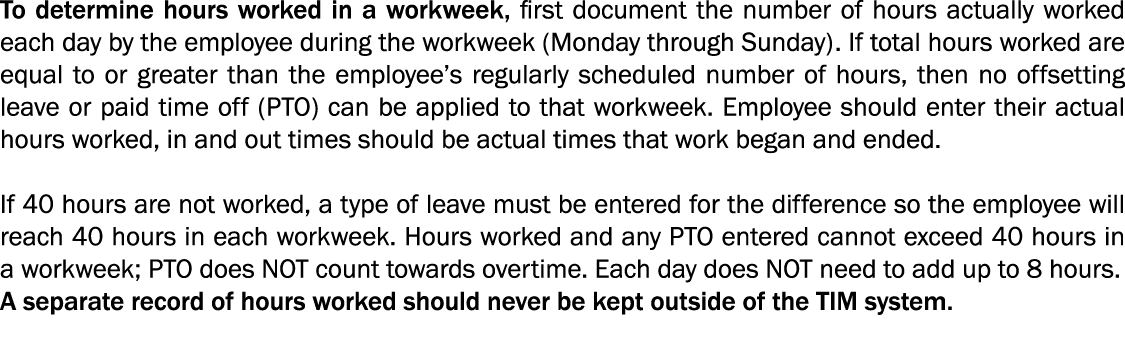 To determine hours worked in a workweek, first document the number of hours actually worked
each day by the employee during the workweek (Monday through Sunday). If total hours worked are
equal to or greater than the employee’s regularly scheduled number of hours, then no offsetting
leave or paid time off (PTO) can be applied to that workweek. Employee should enter their actual
hours worked, in and out times should be actual times that work began and ended.
If 40 hours are not worked, a type of leave must be entered for the difference so the employee will
reach 40 hours in each workweek. Hours worked and any PTO entered cannot exceed 40 hours in
a workweek; PTO does NOT count towards overtime. Each day does NOT need to add up to 8 hours.
A separate record of hours worked should never be kept outside of the TIM system.